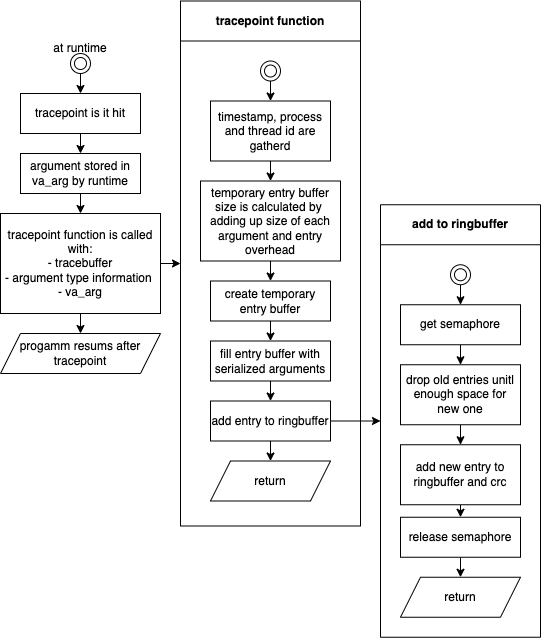 at runtime
tracepoint is it hit
argument stored in
va_arg by runtime
tracepoint function is called
with:
- tracebuffer
- argument type information
- va_arg
progamm resums after
tracepoint
tracepoint function
timestamp, process
and thread id are
gatherd
temporary entry buffer
size is calculated by
adding up size of each
argument and entry
overhead
create temporary
entry buffer
fill entry buffer with
serialized arguments
add entry to ringbuffer
return
add to ringbuffer
get semaphore
drop old entries unitl
enough space for
new one
add new entry to
ringbuffer and crc
release semaphore
return